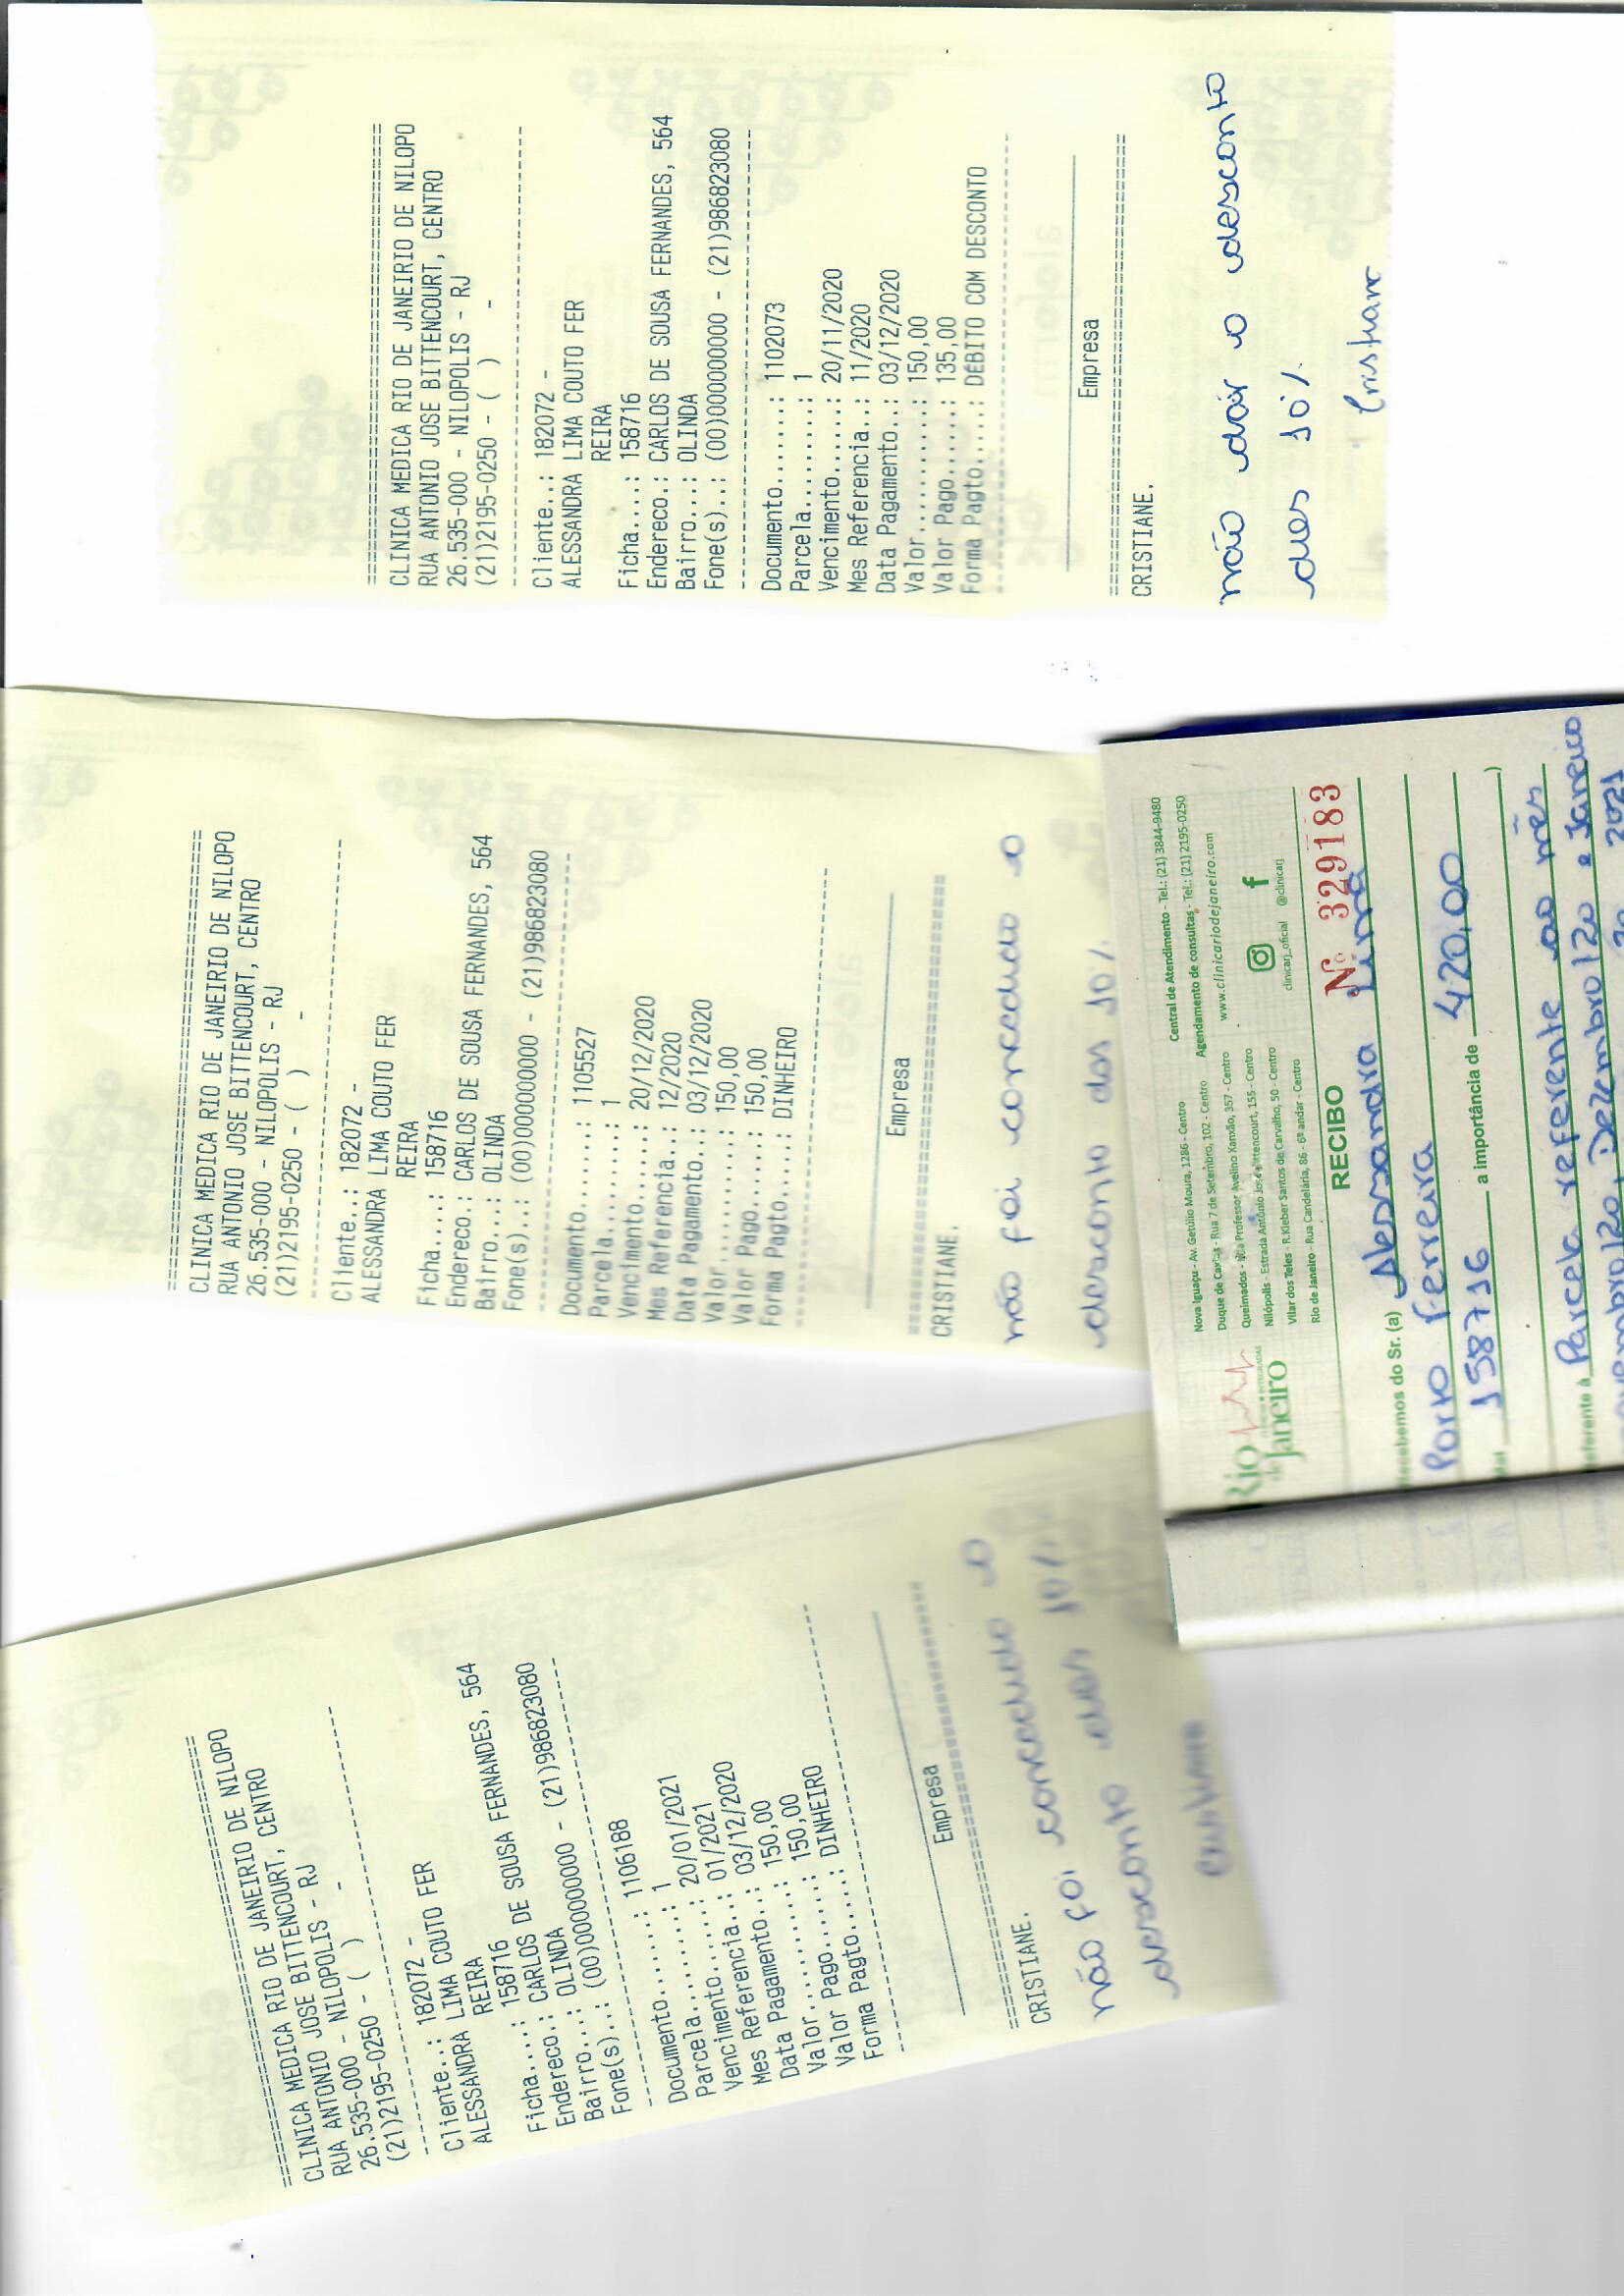 ================================================
CLINICA MEDICA RIO DE JANEIRIO DE NILOPO
RUA ANTONIO JOSE BITTENCOURT, CENTRO
26.535-000 - NILOPOLIS - RJ
(21)2195-0250 - ( ) -
------------------------------------------------
Cliente..: 182072 -
ALESSANDRA LIMA COUTO FER
REIRA
Ficha....: 158716
Endereco.: CARLOS DE SOUSA FERNANDES, 564
Bairro...: OLINDA
Fone(s)..: (00)000000000 - (21)986823080
------------------------------------------------
Documento.......: 1106188
Parcela.........: 1
Vencimento......: 20/01/2021
Mes Referencia..: 01/2021
Data Pagamento..: 03/12/2020
Valor...........: 150,00
Valor Pago......: 150,00
Forma Pagto.....: DINHEIRO
------------------------------------------------
Empresa
================================================
CRISTIANE.
não foi concedido o
desconto dos 10%
Cristiane
================================================
CLINICA MEDICA RIO DE JANEIRIO DE NILOPO
RUA ANTONIO JOSE BITTENCOURT, CENTRO
26.535-000 - NILOPOLIS - RJ
(21)2195-0250 - ( ) -
------------------------------------------------
Cliente..: 182072 -
ALESSANDRA LIMA COUTO FER
REIRA
Ficha....: 158716
Endereco.: CARLOS DE SOUSA FERNANDES, 564
Bairro...: OLINDA
Fone(s)..: (00)000000000 - (21)986823080
------------------------------------------------
Documento.......: 1105527
Parcela.........: 1
Vencimento......: 20/12/2020
Mes Referencia..: 12/2020
Data Pagamento..: 03/12/2020
Valor...........: 150,00
Valor Pago......: 150,00
Forma Pagto.....: DINHEIRO
------------------------------------------------
Empresa
================================================
CRISTIANE.
não foi concedido o
desconto dos 10%
Rio
de Janeiro
Nova Iguaçu - Av. Getúlio Moura, 1286 - Centro
Duque de Caxias - Rua 7 de Setembro, 102 - Centro
Queimados - Professor Avelino Xanxão, 357 - Centro
Nilópolis - Estrada Antônio José Bittencourt, 155 - Centro
Vilar dos Teles - R. Kleber Santos de Carvalho, 50 - Centro
Rio de Janeiro - Rua Candelária, 86 - 6º andar - Centro
Central de Atendimento - Tel.: (21) 3844-9480
Agendamento de consultas - Tel.: (21) 2195-0250
www.clinicariodejaneiro.com
clinicarj_oficial @clinicarj
RECIBO Nº 329183
Recebemos do Sr. (a) Alessandra Lima
Porto Ferreira
158716 a importância de 420,00
)
Referente à Parcela referente ao mês
Novembro/20, Dezembro/20 e Janeiro
2021
================================================
CLINICA MEDICA RIO DE JANEIRIO DE NILOPO
RUA ANTONIO JOSE BITTENCOURT, CENTRO
26.535-000 - NILOPOLIS - RJ
(21)2195-0250 - ( ) -
------------------------------------------------
Cliente..: 182072 -
ALESSANDRA LIMA COUTO FER
REIRA
Ficha....: 158716
Endereco.: CARLOS DE SOUSA FERNANDES, 564
Bairro...: OLINDA
Fone(s)..: (00)000000000 - (21)986823080
------------------------------------------------
Documento.......: 1102073
Parcela.........: 1
Vencimento......: 20/11/2020
Mes Referencia..: 11/2020
Data Pagamento..: 03/12/2020
Valor...........: 150,00
Valor Pago......: 135,00
Forma Pagto.....: DÉBITO COM DESCONTO
------------------------------------------------
Empresa
================================================
CRISTIANE.
não dar o desconto
dos 10%
Cristiane